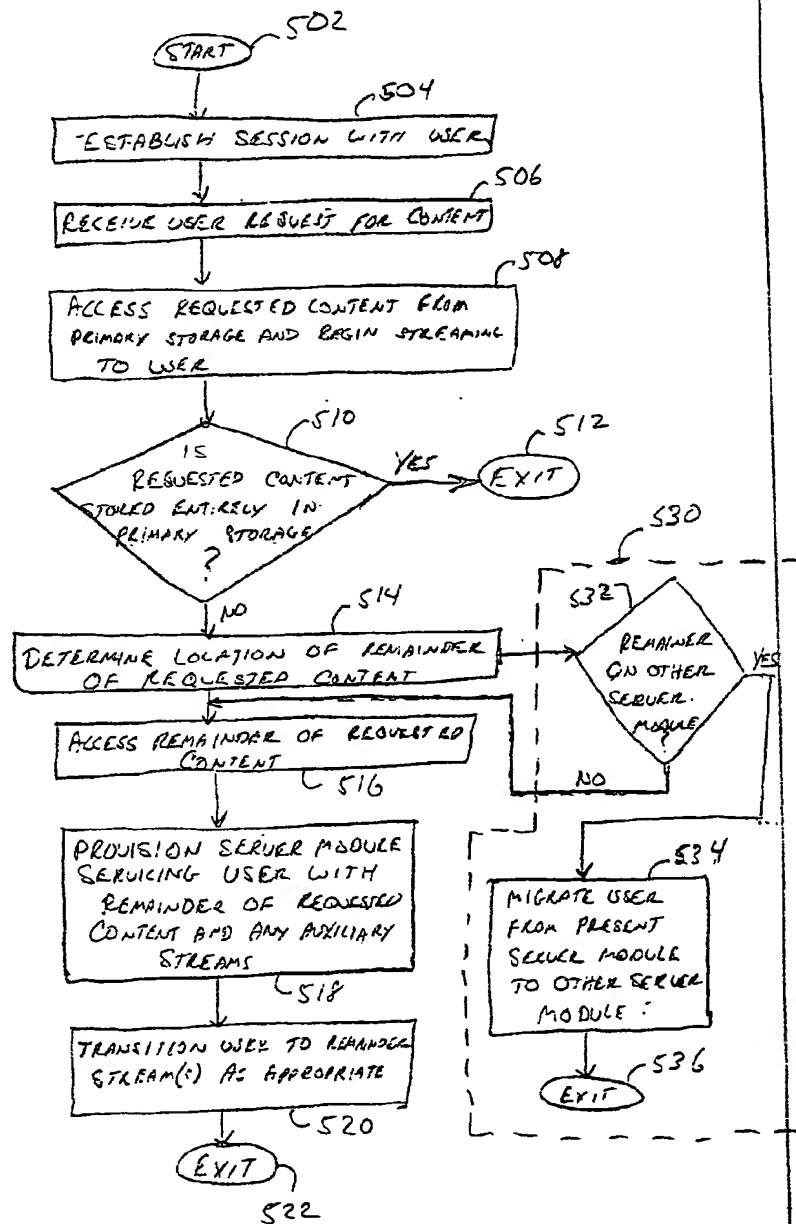 502
START
504
ESTABLISH SESSION WITH USER
506
RECEIVE USER REQUEST FOR CONTENT
508
ACCESS REQUESTED CONTENT FROM
PRIMARY STORAGE AND BEGIN STREAMING
TO USER
510
IS
REQUESTED CONTENT
STORED ENTIRELY IN
PRIMARY STORAGE
?
YES
512
EXIT
NO
514
DETERMINE LOCATION OF REMAINDER
OF REQUESTED CONTENT
530
532
REMAINER
ON OTHER
SERVER
MODULE
?
YES
NO
ACCESS REMAINDER OF REQUESTED
CONTENT
516
PROVISION SERVER MODULE
SERVICING USER WITH
REMAINDER OF REQUESTED
CONTENT AND ANY AUXILIARY
STREAMS
518
534
MIGRATE USER
FROM PRESENT
SERVER MODULE
TO OTHER SERVER
MODULE:
536
EXIT
TRANSITION USER TO REMAINDER
STREAM(S) AS APPROPRIATE
520
EXIT
522